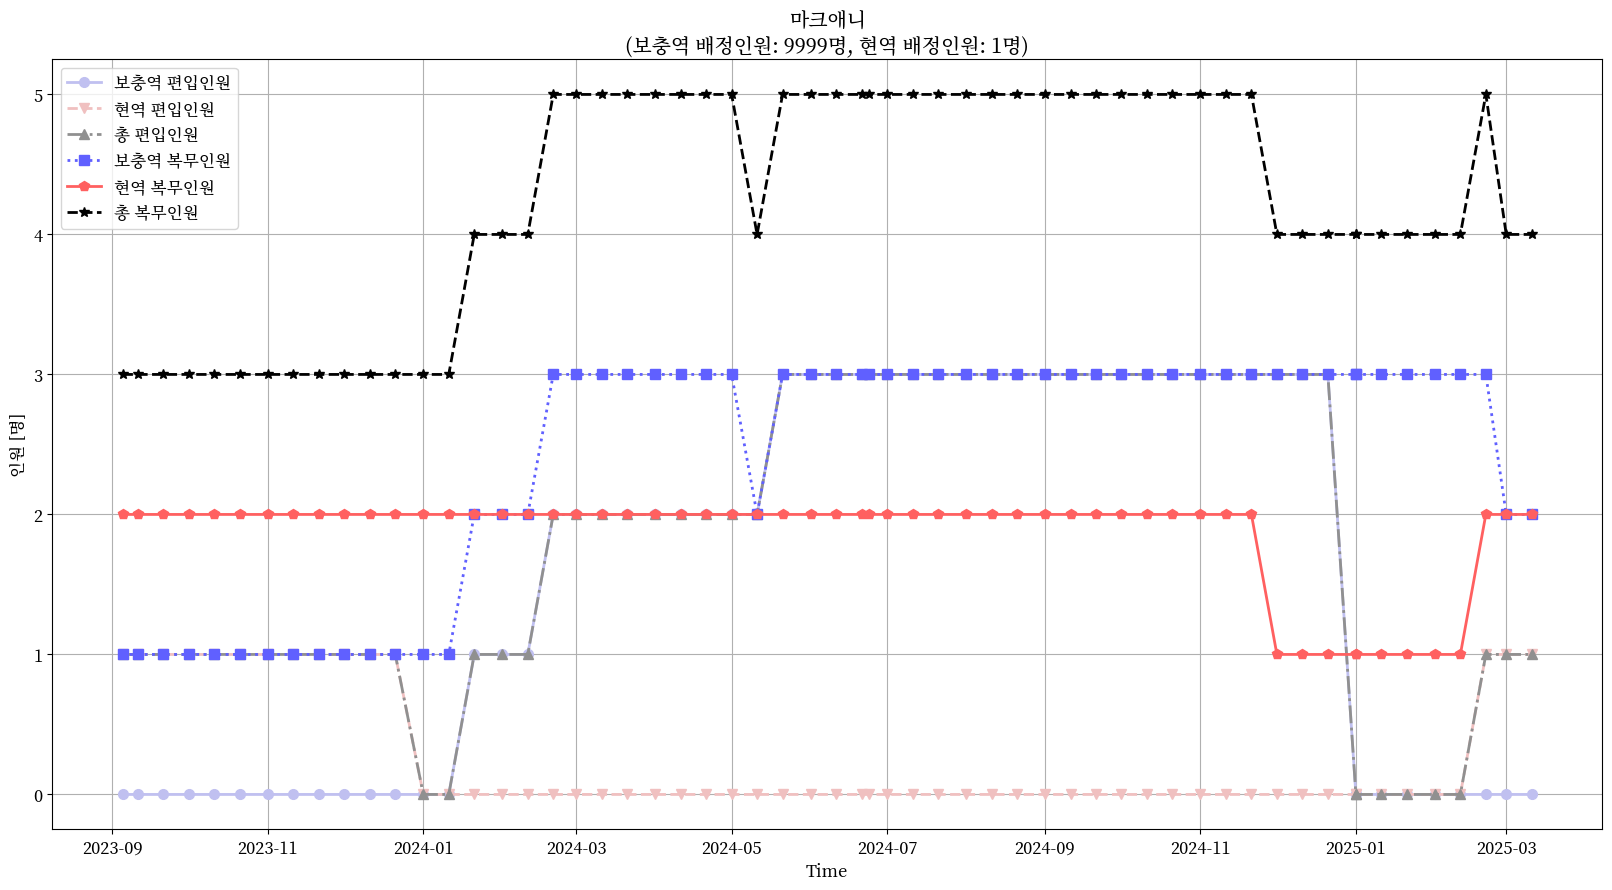 마크애니
(보충역 배정인원: 9999명, 현역 배정인원: 1명)
보충역 편입인원
현역 편입인원
총 편입인원
보충역 복무인원
현역 복무인원
총 복무인원
인원 [명]
5
4
3
2
1
0
2023-09
2023-11
2024-01
2024-03
2024-05
2024-07
2024-09
2024-11
2025-01
2025-03
Time